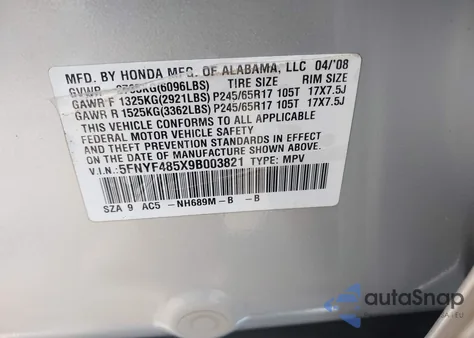 MFD. BY HONDA MFG. OF ALABAMA, LLC 04/'08
GVWR (6096LBS) TIRE SIZE RIM SIZE
GAWR F 1325KG(2921LBS) P245/65R17 105T 17X7.5J
GAWR R 1525KG(3362LBS) P245/65R17 105T 17X7.5J
THIS VEHICLE CONFORMS TO ALL APPLICABLE
FEDERAL MOTOR VEHICLE SAFETY
STANDARDS IN EFFECT ON THE DATE OF
MANUFACTURE SHOWN ABOVE.
V.I.N.:5FNYF485X9B003821 TYPE: MPV
SZA 9 AC5 -NH689M-B -B
autoSnap